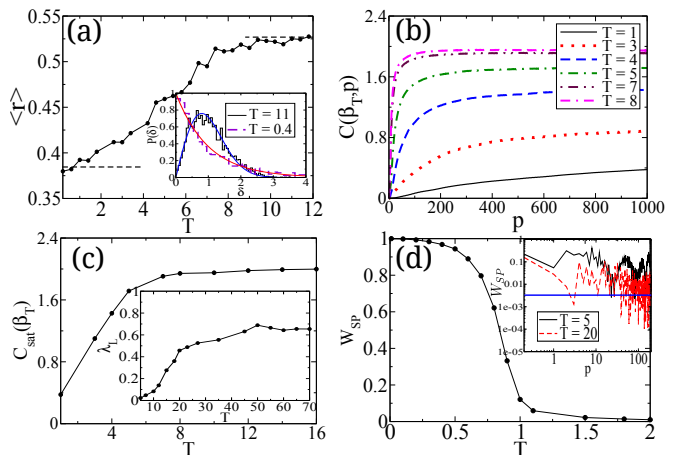 (a)
0.55
0.49
0.43
0.35
<r>
2
4
6
8
10
12
T
P(δ)
0.8
0.6
0.4
0.2
0.0
0
1
2
3
4
δ
T = 11
T = 0.4
(b)
2.4
1.6
0.8
0
C(β_T,p)
0
200
400
600
800
1000
p
T = 1
T = 3
T = 4
T = 5
T = 7
T = 8
(c)
2.4
1.6
0.8
0
C_sat(β_T)
4
8
12
16
T
1
0.8
0.6
0.4
0.2
0
λ_L
10
20
30
40
50
60
70
T
(d)
1
0.8
0.6
0.4
0.2
0
W_SP
0
0.5
1
1.5
2
T
W_SP
0.1
1e-03
1e-04
1e-05
1
10
100
p
T = 5
T = 20